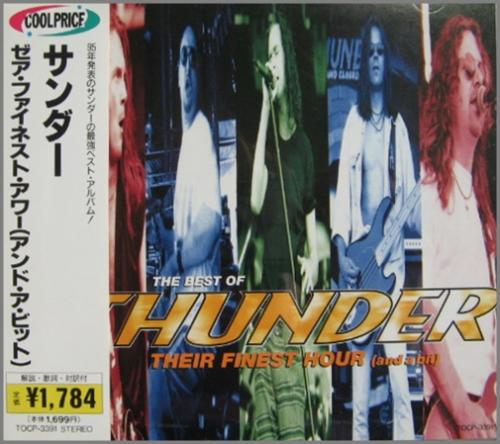 COOLPRICE
95年発表のサンダーの最強ベスト・アルバム!
サンダー
ゼア・ファイネスト・アワー(アンド・ア・ビット)
解説・歌詞・対訳付
定価 ¥1,784
(本体1,699円)
TOCP-3391 STEREO
THE BEST OF
THUNDER
THEIR FINEST HOUR (and a bit)
TOCP-3391